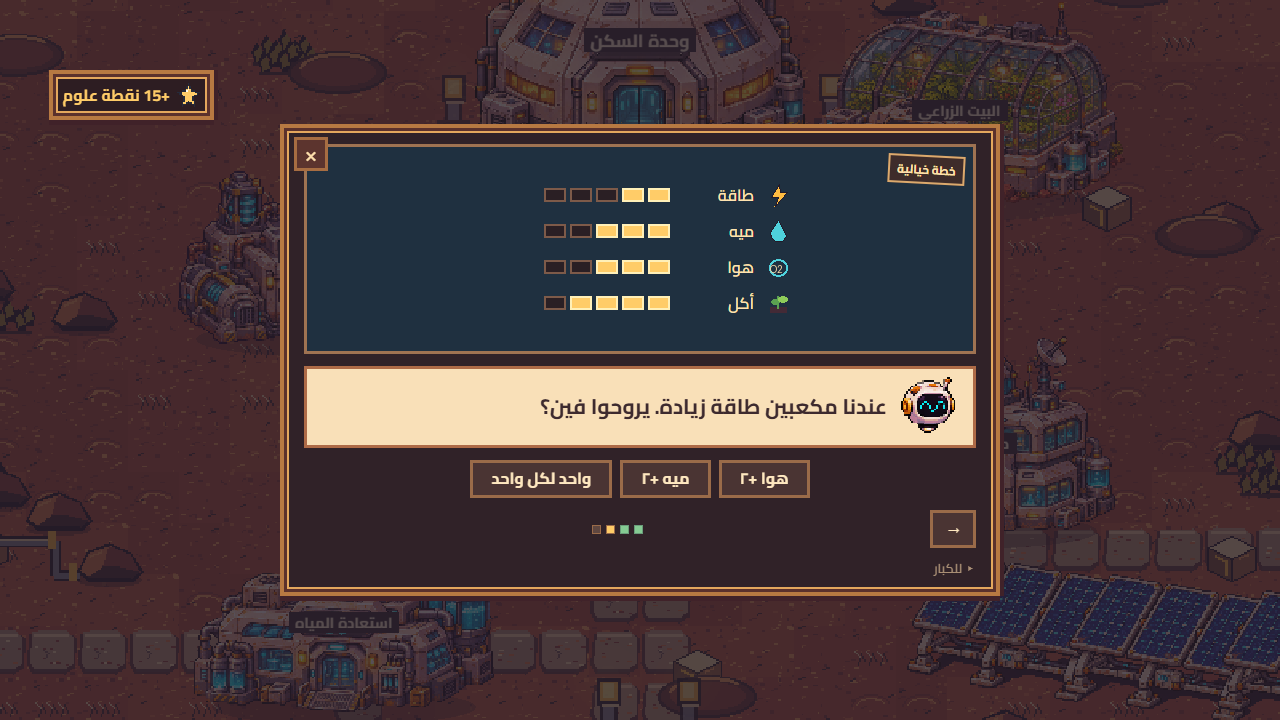 وحدة السكن
+15 نقطة علوم
البيت الزراعي
×
خطة خيالية
طاقة
ميه
O2 هوا
أكل
عندنا مكعبين طاقة زيادة. يروحوا فين؟
هوا +٢
ميه +٢
واحد لكل واحد
→
للكبار
استعادة المياه